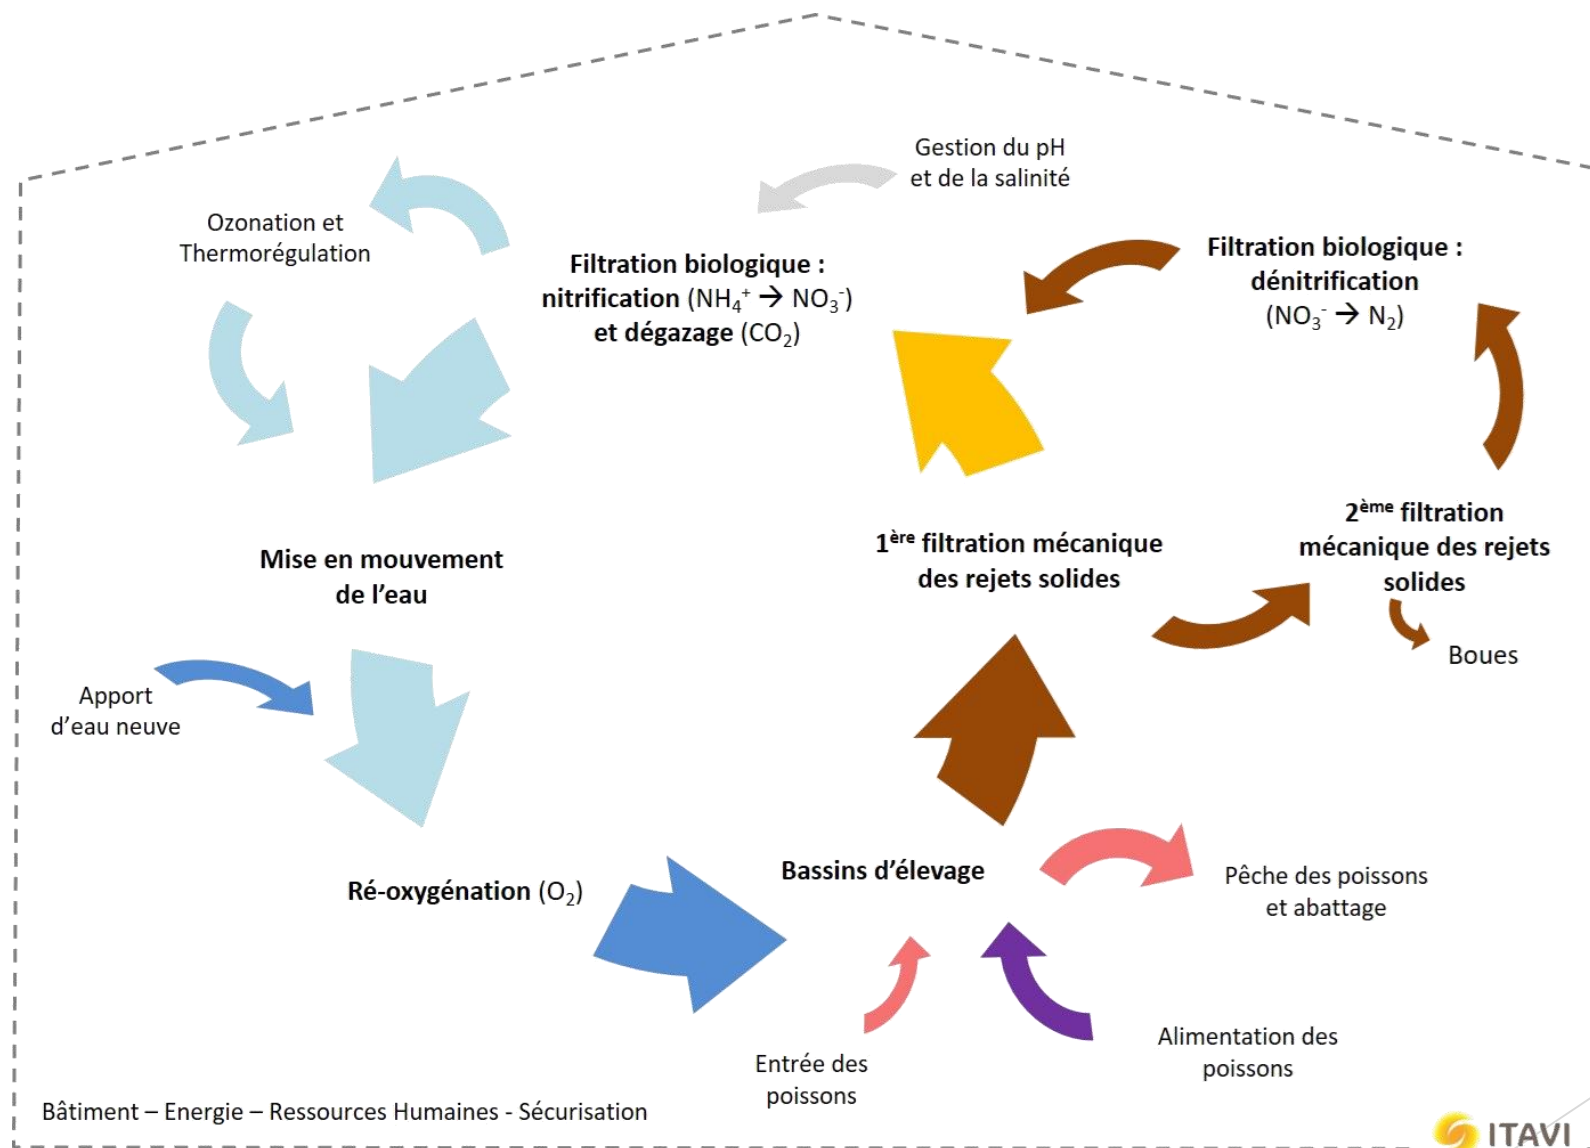 Gestion du pH
et de la salinité
Ozonation et
Thermorégulation
Filtration biologique :
nitrification (NH₄⁺ → NO₃⁻)
et dégazage (CO₂)
Filtration biologique :
dénitrification
(NO₃⁻ → N₂)
Mise en mouvement
de l’eau
1ère filtration mécanique
des rejets solides
2ème filtration
mécanique des rejets
solides
Boues
Apport
d’eau neuve
Ré-oxygénation (O₂)
Bassins d’élevage
Pêche des poissons
et abattage
Entrée des
poissons
Alimentation des
poissons
Bâtiment – Energie – Ressources Humaines - Sécurisation
ITAVI